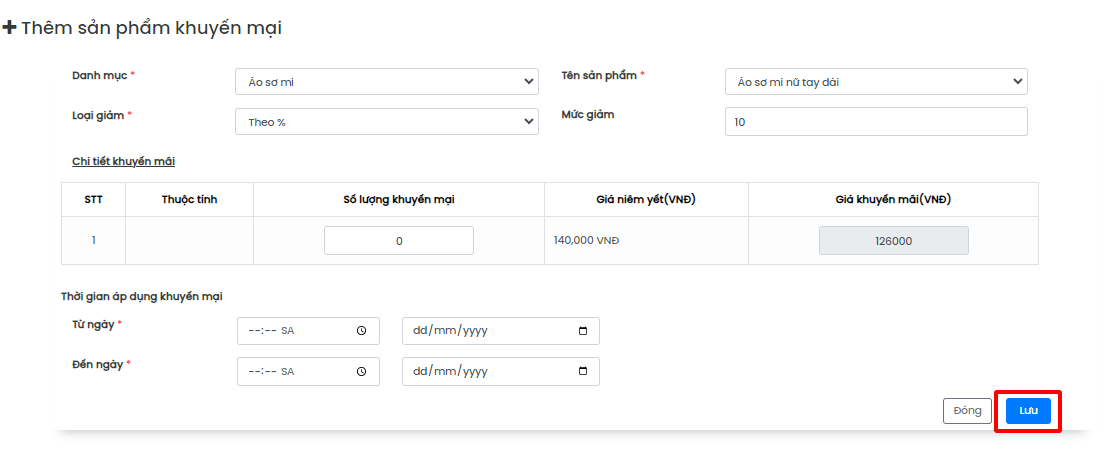 Thêm sản phẩm khuyến mại
Danh mục * Áo sơ mi Tên sản phẩm * Áo sơ mi nữ tay dài
Loại giảm * Theo % Mức giảm 10
Chi tiết khuyến mãi
STT Thuộc tính Số lượng khuyến mại Giá niêm yết(VNĐ) Giá khuyến mãi(VNĐ)
1 0 140,000 VNĐ 126000
Thời gian áp dụng khuyến mại
Từ ngày * --:-- SA dd/mm/yyyy
Đến ngày * --:-- SA dd/mm/yyyy
Đóng Lưu